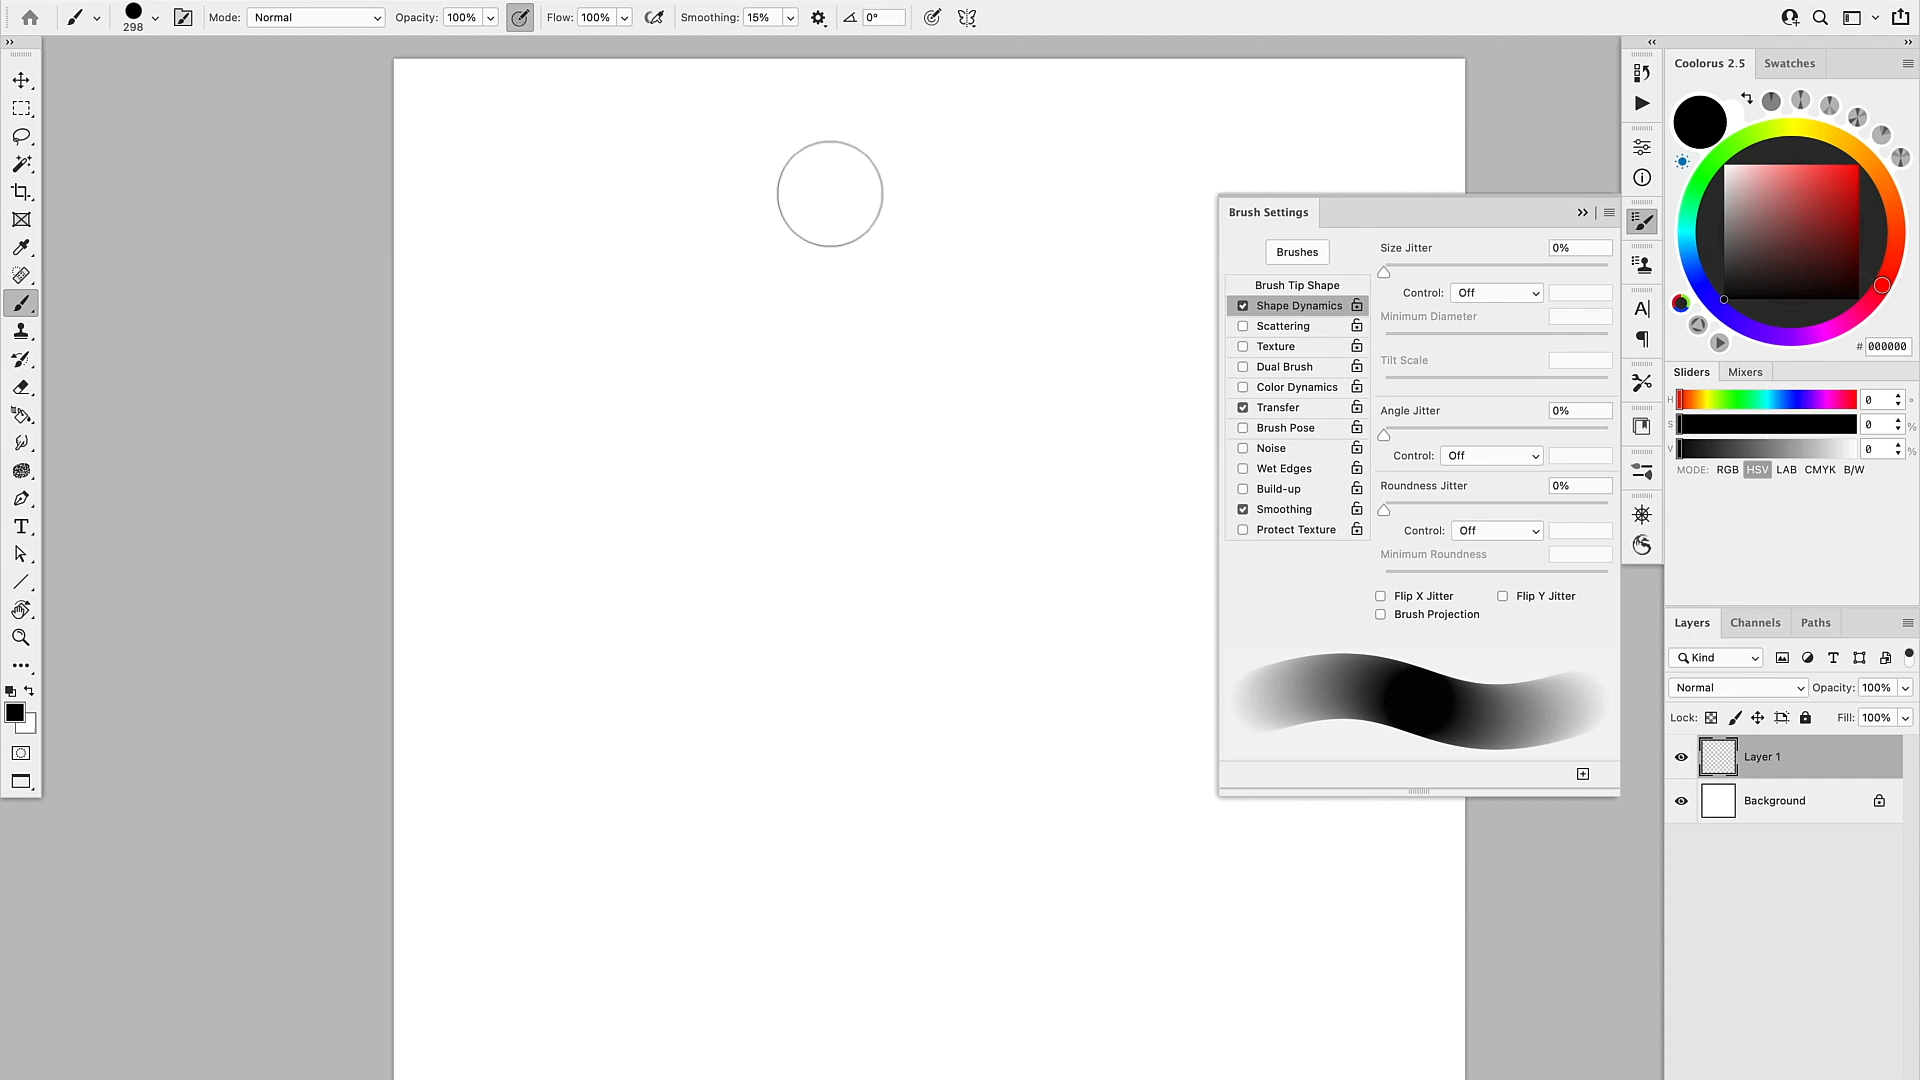 298
Mode: Normal
Opacity: 100%
Flow: 100%
Smoothing: 15%
0°
Brush Settings
Brushes
Brush Tip Shape
Shape Dynamics
Scattering
Texture
Dual Brush
Color Dynamics
Transfer
Brush Pose
Noise
Wet Edges
Build-up
Smoothing
Protect Texture
Size Jitter 0%
Control: Off
Minimum Diameter
Tilt Scale
Angle Jitter 0%
Control: Off
Roundness Jitter 0%
Control: Off
Minimum Roundness
Flip X Jitter Flip Y Jitter
Brush Projection
Coolorus 2.5 Swatches
# 000000
Sliders Mixers
H 0 °
S 0 %
V 0 %
MODE: RGB HSV LAB CMYK B/W
Layers Channels Paths
Kind
Normal Opacity: 100%
Lock: Fill: 100%
Layer 1
Background